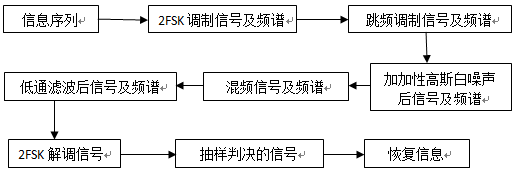 信息序列
2FSK 调制信号及频谱
跳频调制信号及频谱
加加性高斯白噪声
后信号及频谱
混频信号及频谱
低通滤波后信号及频谱
2FSK 解调信号
抽样判决的信号
恢复信息